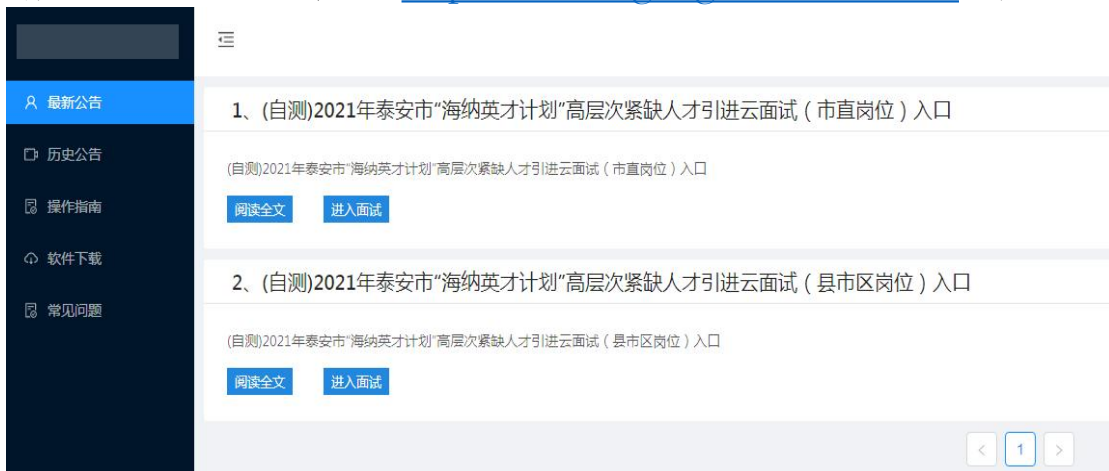 最新公告
历史公告
操作指南
软件下载
常见问题
1、(自测)2021年泰安市“海纳英才计划”高层次紧缺人才引进云面试（市直岗位）入口
(自测)2021年泰安市“海纳英才计划”高层次紧缺人才引进云面试（市直岗位）入口
阅读全文 进入面试
2、(自测)2021年泰安市“海纳英才计划”高层次紧缺人才引进云面试（县市区岗位）入口
(自测)2021年泰安市“海纳英才计划”高层次紧缺人才引进云面试（县市区岗位）入口
阅读全文 进入面试
< 1 >